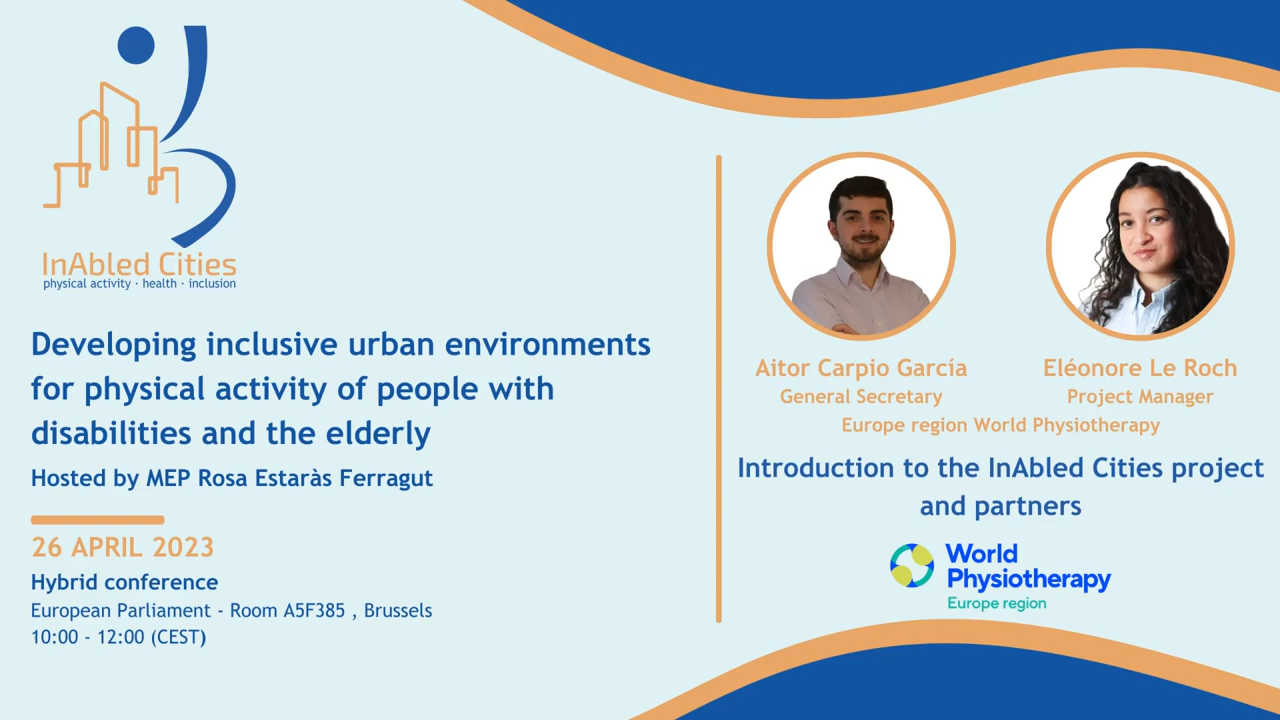 InAbled Cities
physical activity · health · inclusion
Developing inclusive urban environments
for physical activity of people with
disabilities and the elderly
Hosted by MEP Rosa Estaràs Ferragut
26 APRIL 2023
Hybrid conference
European Parliament - Room A5F385 , Brussels
10:00 - 12:00 (CEST)
Aitor Carpio García
General Secretary
Eléonore Le Roch
Project Manager
Europe region World Physiotherapy
Introduction to the InAbled Cities project
and partners
World
Physiotherapy
Europe region